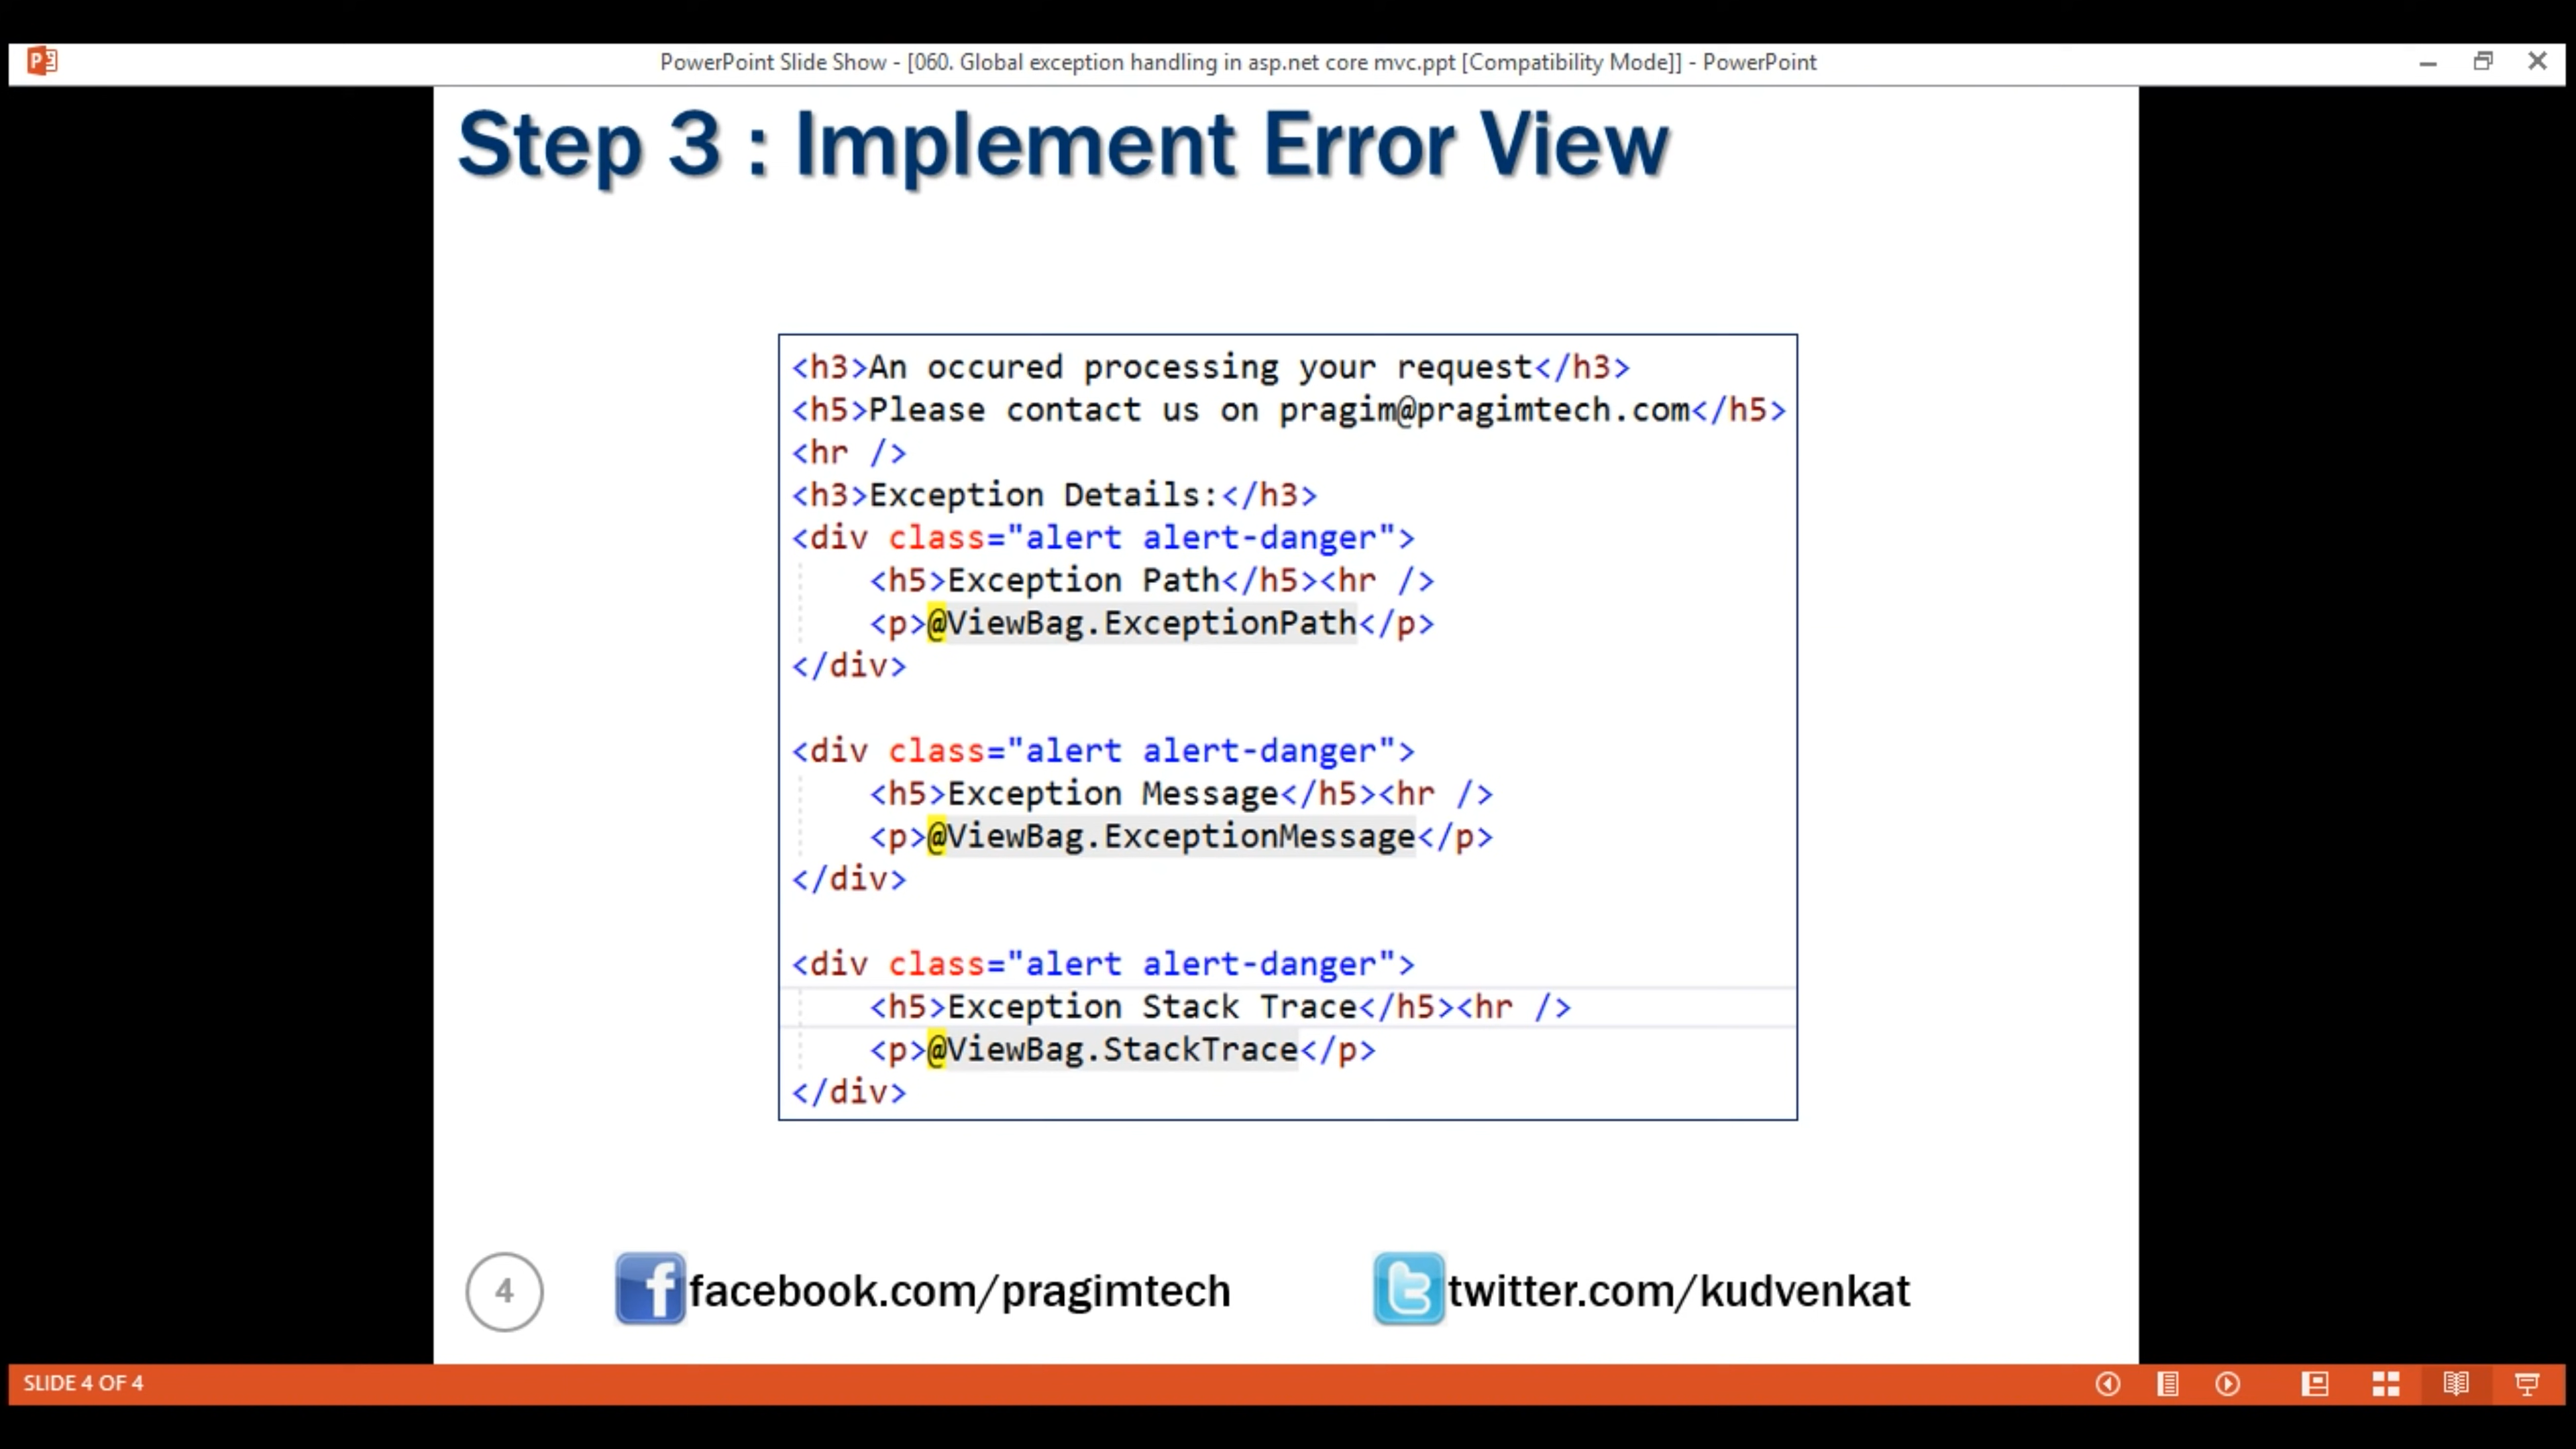 PowerPoint Slide Show - [060. Global exception handling in asp.net core mvc.ppt [Compatibility Mode]] - PowerPoint
Step 3 : Implement Error View
<h3>An occured processing your request</h3>
<h5>Please contact us on pragim@pragimtech.com</h5>
<hr />
<h3>Exception Details:</h3>
<div class="alert alert-danger">
    <h5>Exception Path</h5><hr />
    <p>@ViewBag.ExceptionPath</p>
</div>
<div class="alert alert-danger">
    <h5>Exception Message</h5><hr />
    <p>@ViewBag.ExceptionMessage</p>
</div>
<div class="alert alert-danger">
    <h5>Exception Stack Trace</h5><hr />
    <p>@ViewBag.StackTrace</p>
</div>
4 facebook.com/pragimtech twitter.com/kudvenkat
SLIDE 4 OF 4